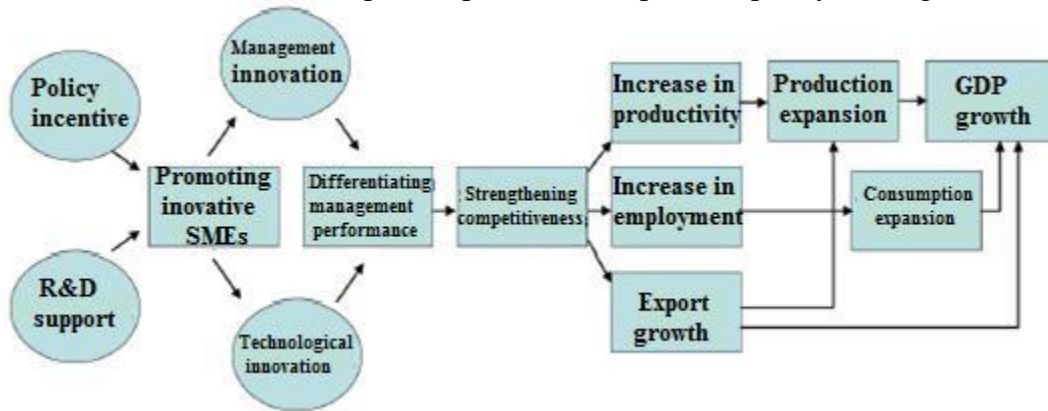 Policy
incentive
R&D
support
Promoting
inovative
SMEs
Management
innovation
Technological
innovation
Differentiating
management
performance
Strengthening
competitiveness
Increase in
productivity
Increase in
employment
Export
growth
Production
expansion
Consumption
expansion
GDP
growth